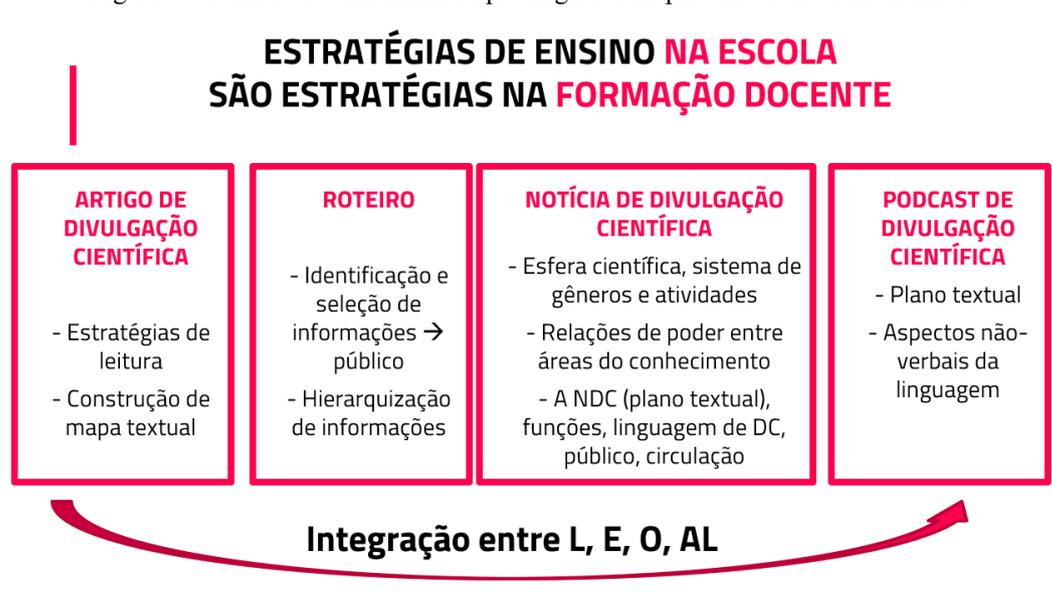 ESTRATÉGIAS DE ENSINO NA ESCOLA
SÃO ESTRATÉGIAS NA FORMAÇÃO DOCENTE
ARTIGO DE
DIVULGAÇÃO
CIENTÍFICA
- Estratégias de
leitura
- Construção de
mapa textual
ROTEIRO
- Identificação e
seleção de
informações →
público
- Hierarquização
de informações
NOTÍCIA DE DIVULGAÇÃO
CIENTÍFICA
- Esfera científica, sistema de
gêneros e atividades
- Relações de poder entre
áreas do conhecimento
- A NDC (plano textual),
funções, linguagem de DC,
público, circulação
PODCAST DE
DIVULGAÇÃO
CIENTÍFICA
- Plano textual
- Aspectos não-
verbais da
linguagem
Integração entre L, E, O, AL